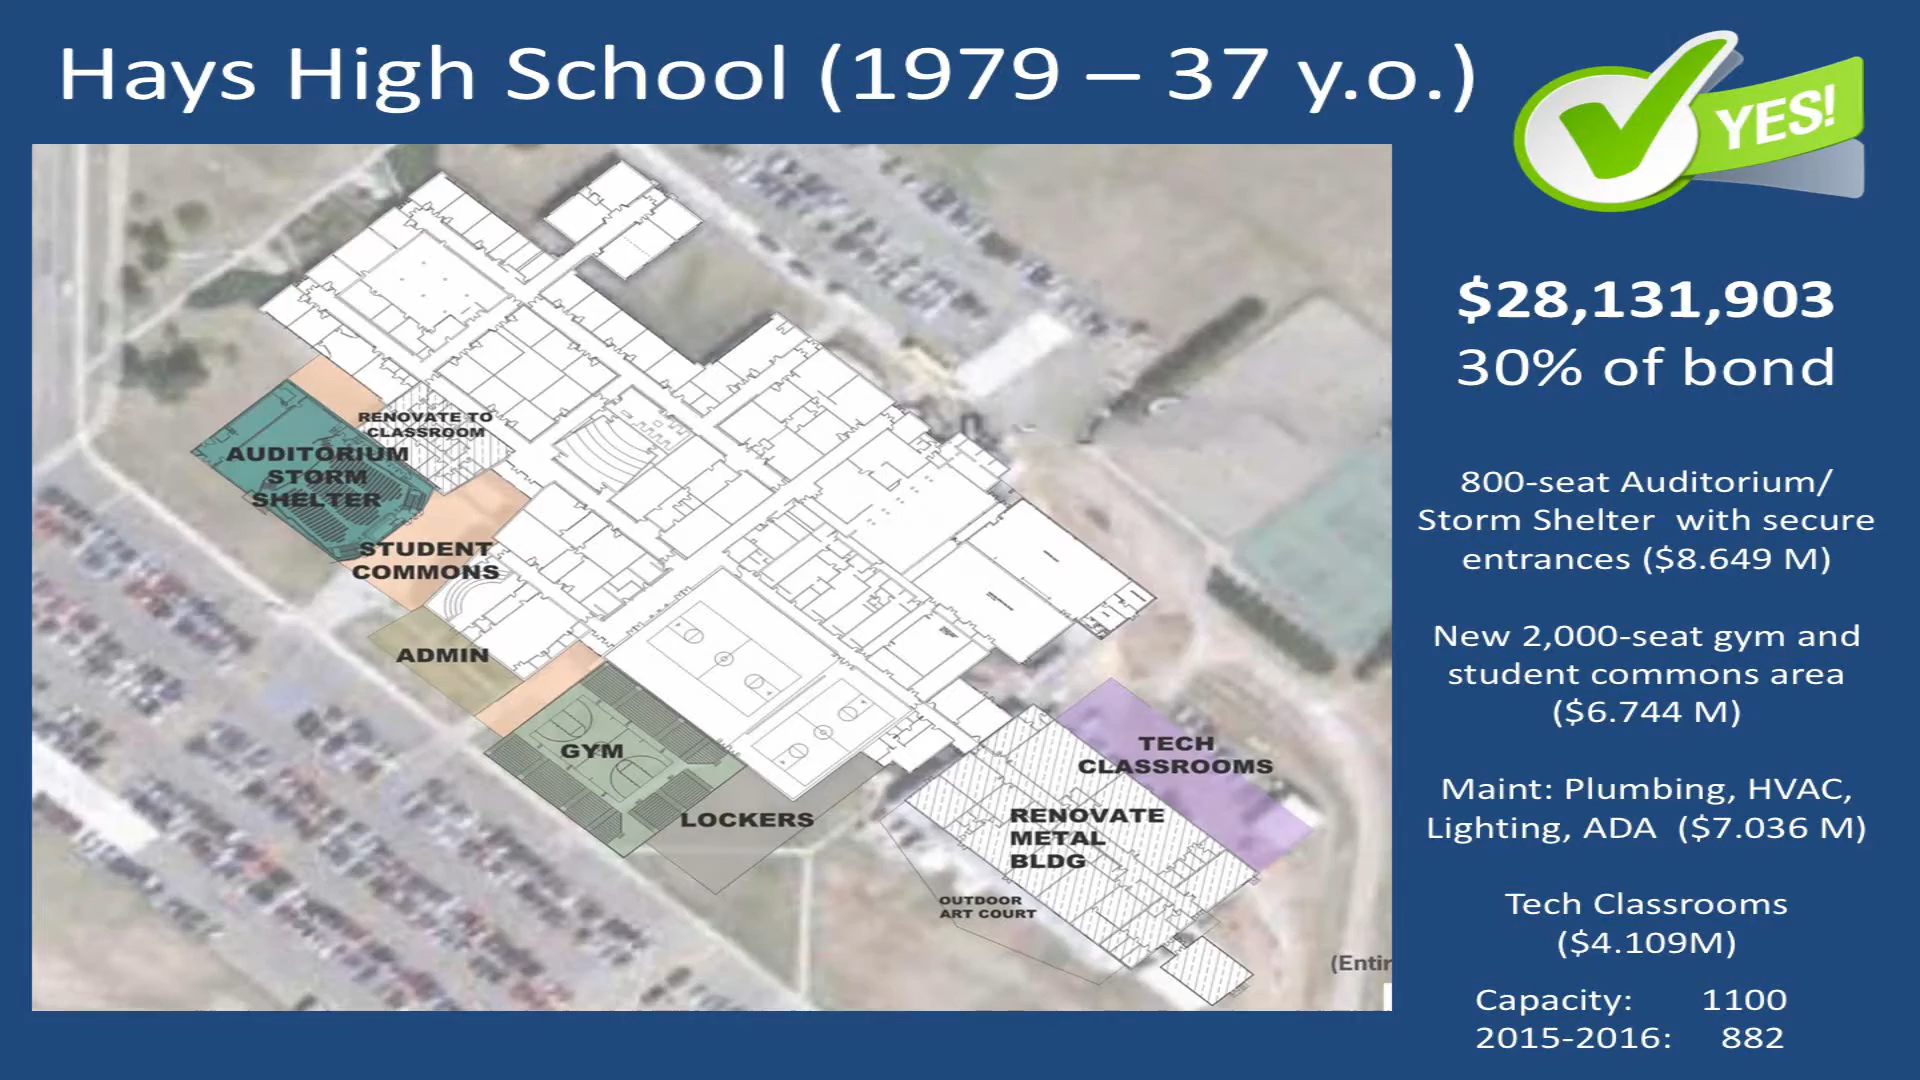 Hays High School (1979 – 37 y.o.)
YES!
$28,131,903
30% of bond
800-seat Auditorium/
Storm Shelter  with secure
entrances ($8.649 M)
New 2,000-seat gym and
student commons area
($6.744 M)
Maint: Plumbing, HVAC,
Lighting, ADA  ($7.036 M)
Tech Classrooms
($4.109M)
Capacity: 1100
2015-2016: 882
RENOVATE TO
CLASSROOM
AUDITORIUM
STORM
SHELTER
STUDENT
COMMONS
ADMIN
GYM
LOCKERS
TECH
CLASSROOMS
RENOVATE
METAL
BLDG
OUTDOOR
ART COURT
(Entir